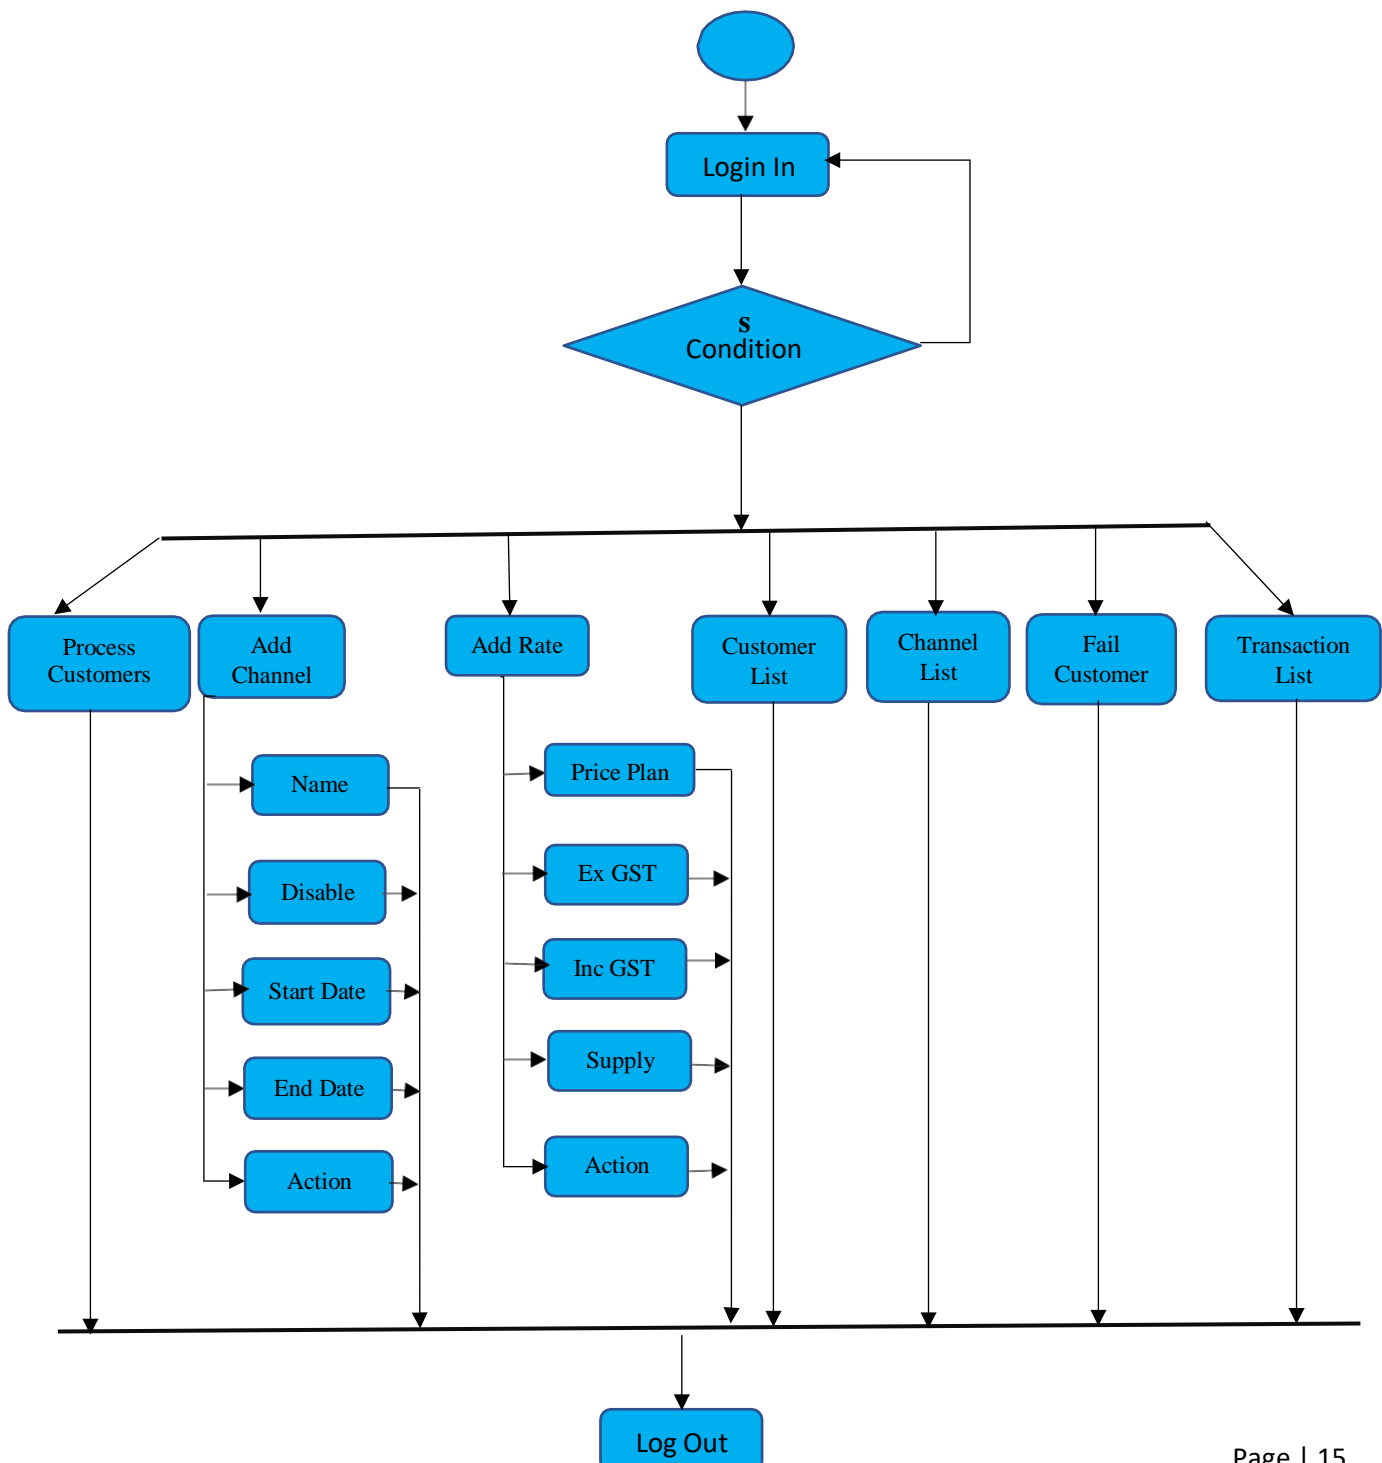 Login In
s
Condition
Process
Customers
Add
Channel
Add Rate
Customer
List
Channel
List
Fail
Customer
Transaction
List
Name
Disable
Start Date
End Date
Action
Price Plan
Ex GST
Inc GST
Supply
Action
Log Out
Page | 15